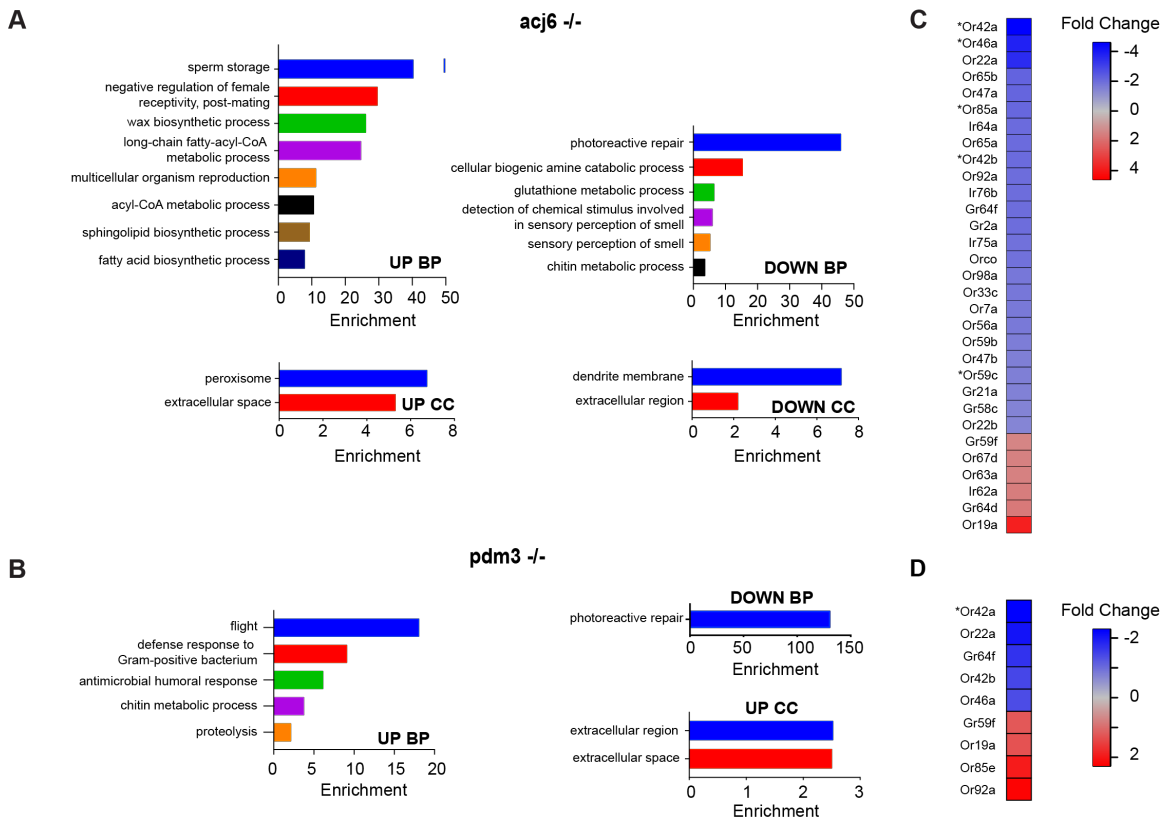 A
acj6 -/-
sperm storage
negative regulation of female
receptivity, post-mating
wax biosynthetic process
long-chain fatty-acyl-CoA
metabolic process
multicellular organism reproduction
acyl-CoA metabolic process
sphingolipid biosynthetic process
fatty acid biosynthetic process
UP BP
0 10 20 30 40 50
Enrichment
photoreactive repair
cellular biogenic amine catabolic process
glutathione metabolic process
detection of chemical stimulus involved
in sensory perception of smell
sensory perception of smell
chitin metabolic process
DOWN BP
0 10 20 30 40 50
Enrichment
peroxisome
extracellular space
UP CC
0 2 4 6 8
Enrichment
dendrite membrane
extracellular region
DOWN CC
0 2 4 6 8
Enrichment
C
Fold Change
-4
-2
0
2
4
*Or42a
*Or46a
Or22a
Or65b
Or47a
*Or85a
Ir64a
Or65a
*Or42b
Or92a
Ir76b
Gr64f
Gr2a
Ir75a
Orco
Or98a
Or33c
Or7a
Or56a
Or59b
Or47b
*Or59c
Gr21a
Gr58c
Or22b
Gr59f
Or67d
Or63a
Ir62a
Gr64d
Or19a
B
pdm3 -/-
flight
defense response to
Gram-positive bacterium
antimicrobial humoral response
chitin metabolic process
proteolysis
UP BP
0 5 10 15 20
Enrichment
DOWN BP
photoreactive repair
0 50 100 150
Enrichment
UP CC
extracellular region
extracellular space
0 1 2 3
Enrichment
D
Fold Change
-2
0
2
*Or42a
Or22a
Gr64f
Or42b
Or46a
Gr59f
Or19a
Or85e
Or92a